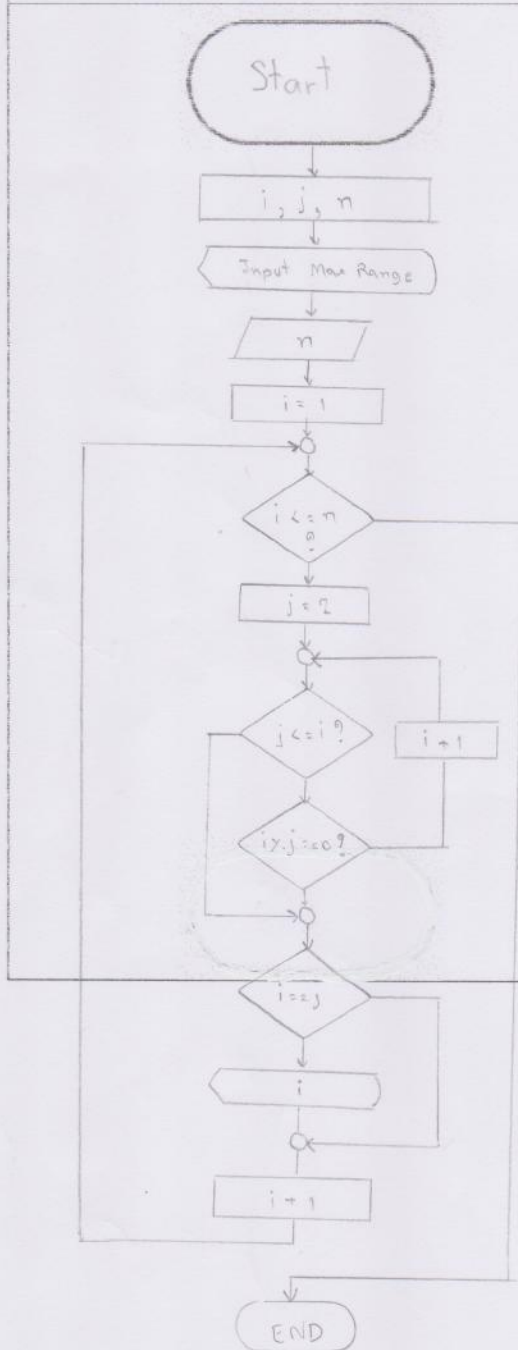 Start
i, j, n
Input Max Range
n
i = 1
i <= n
?
j = 2
j <= i ?
i + 1
i % j == 0 ?
i == j
i
i + 1
END